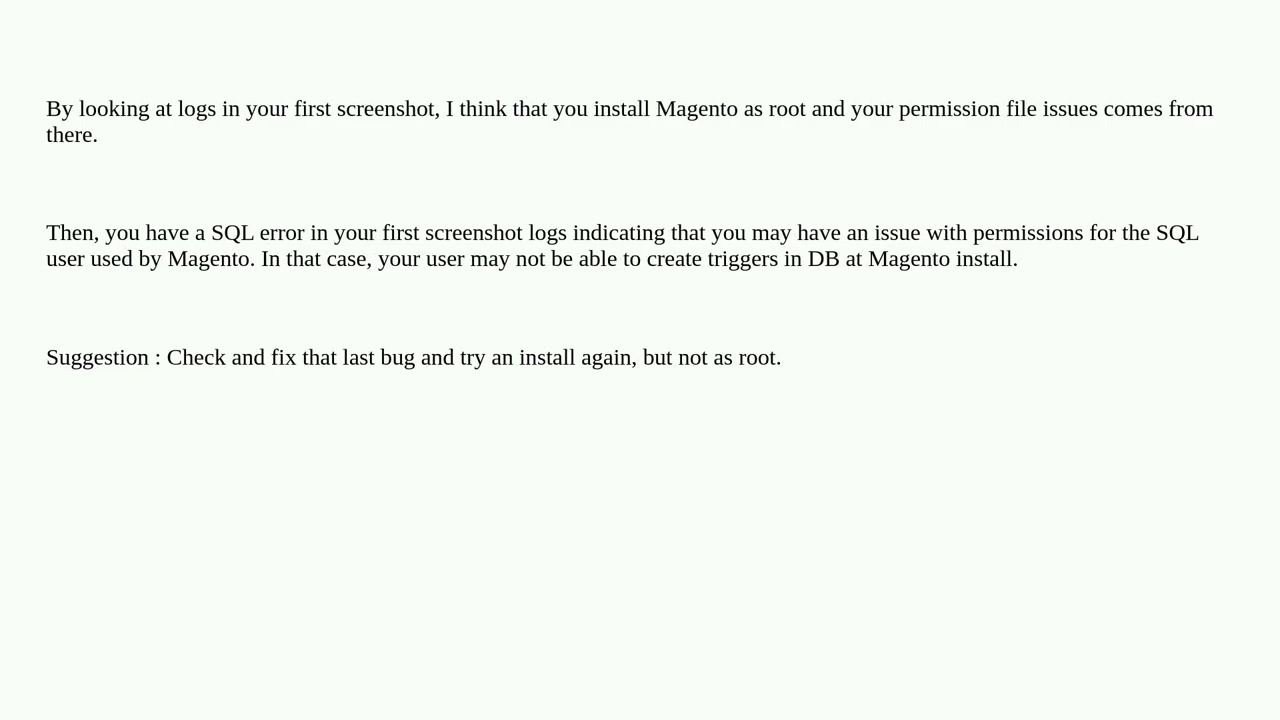 By looking at logs in your first screenshot, I think that you install Magento as root and your permission file issues comes from
there.
Then, you have a SQL error in your first screenshot logs indicating that you may have an issue with permissions for the SQL
user used by Magento. In that case, your user may not be able to create triggers in DB at Magento install.
Suggestion : Check and fix that last bug and try an install again, but not as root.